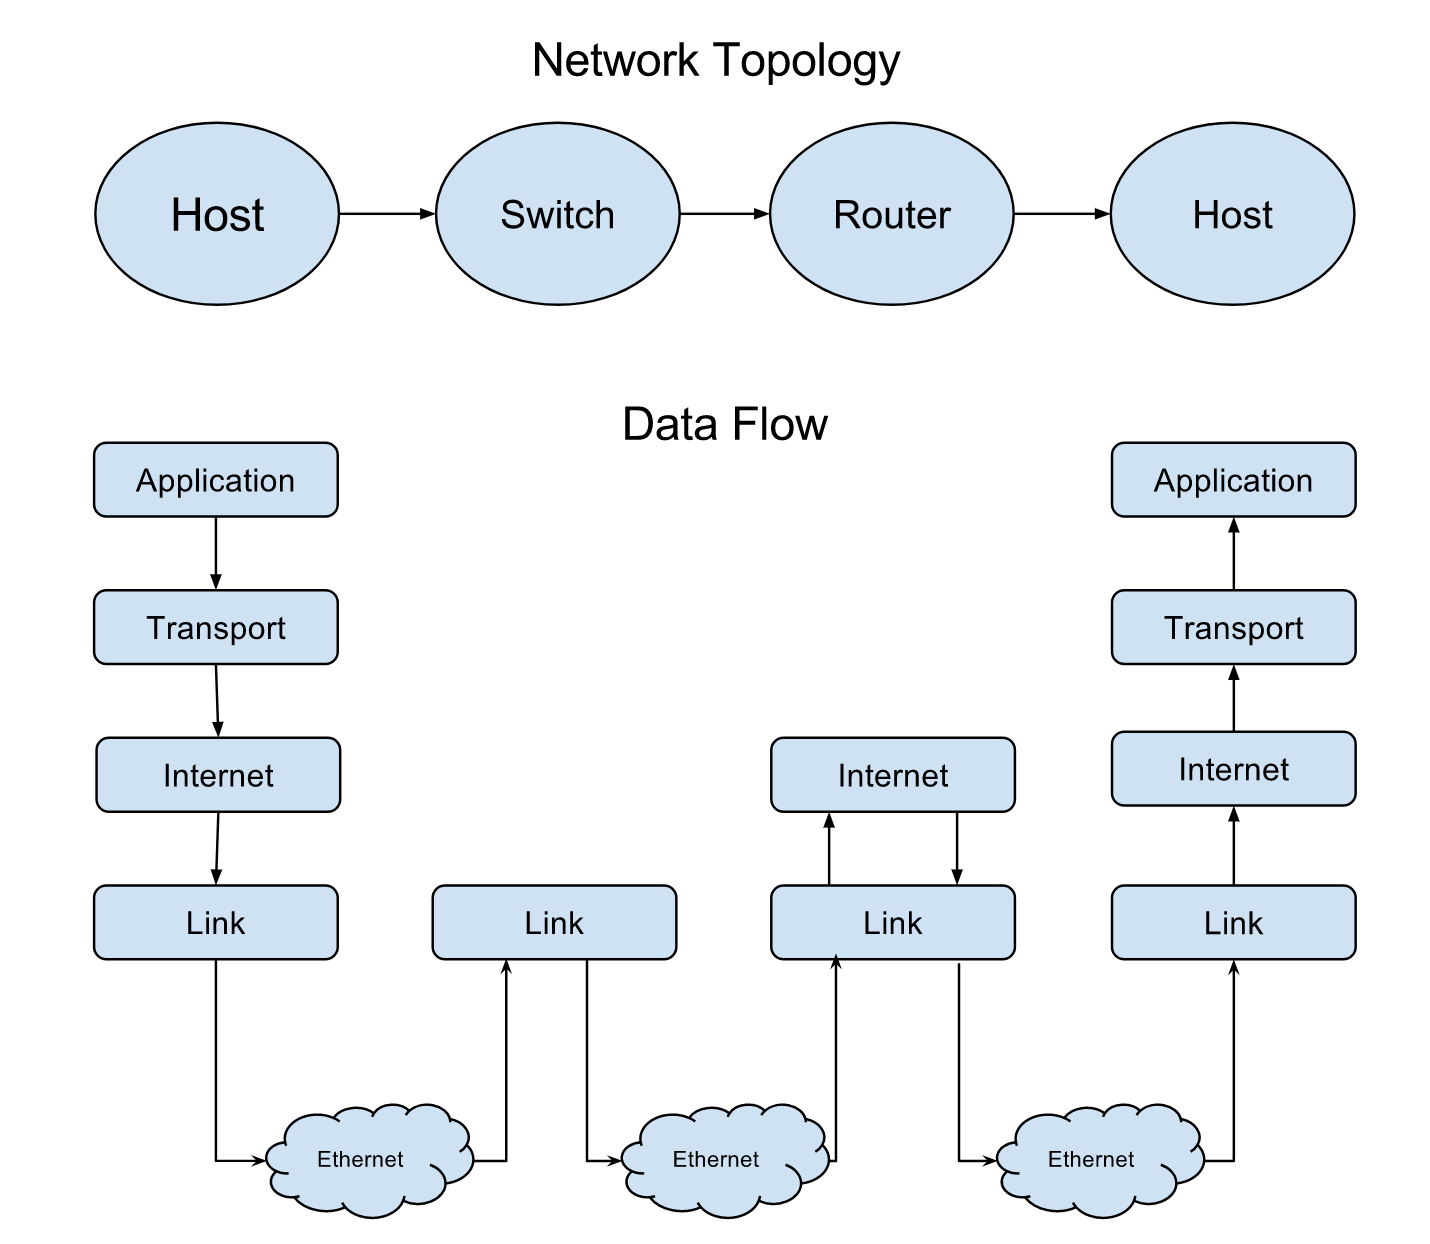 Network Topology
Host
Switch
Router
Host
Data Flow
Application
Application
Transport
Transport
Internet
Internet
Internet
Link
Link
Link
Link
Ethernet
Ethernet
Ethernet